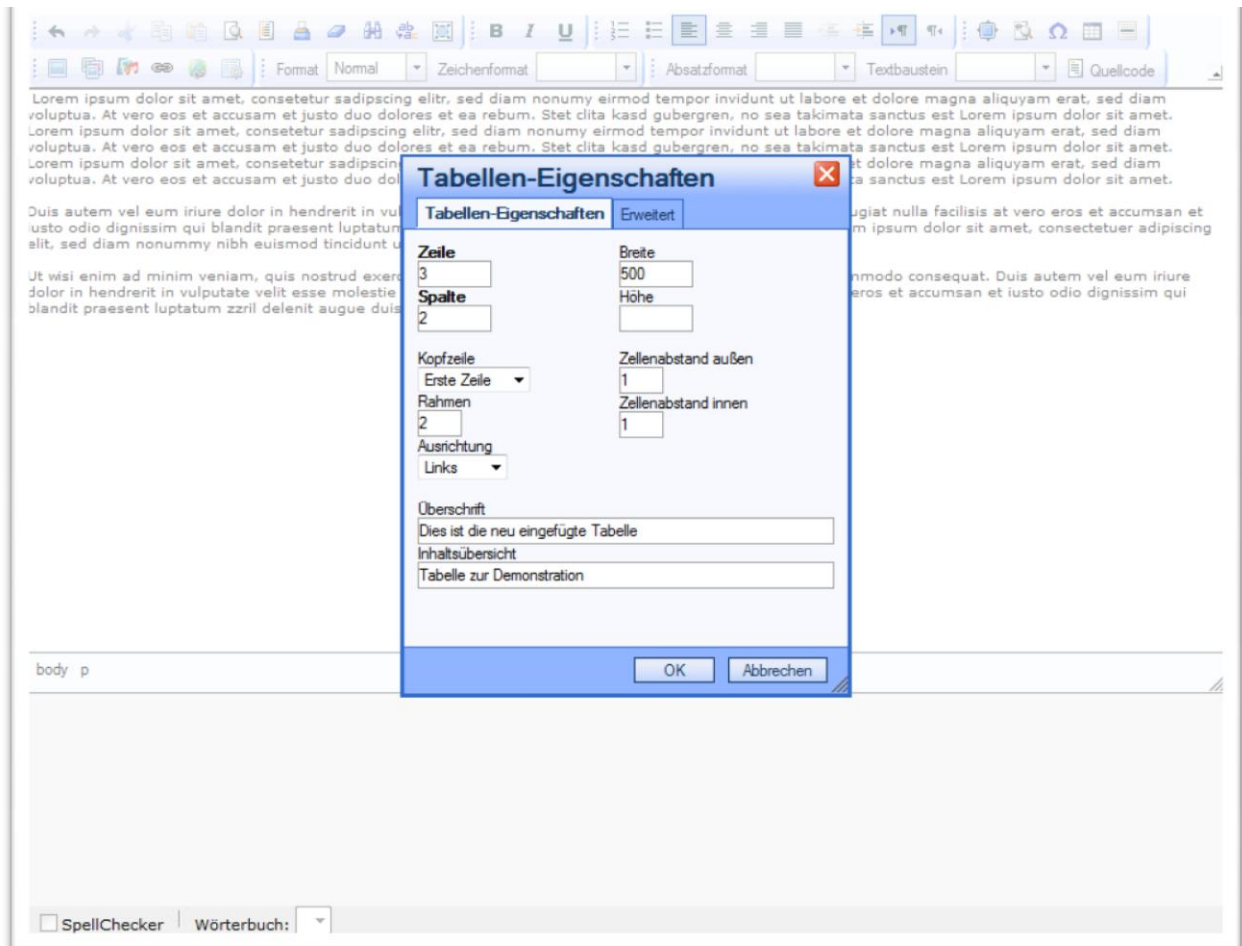 B I U
Format Normal Zeichenformat Absatzformat Textbaustein Quellcode
Lorem ipsum dolor sit amet, consetetur sadipscing elitr, sed diam nonumy eirmod tempor invidunt ut labore et dolore magna aliquyam erat, sed diam
voluptua. At vero eos et accusam et justo duo dolores et ea rebum. Stet clita kasd gubergren, no sea takimata sanctus est Lorem ipsum dolor sit amet.
Lorem ipsum dolor sit amet, consetetur sadipscing elitr, sed diam nonumy eirmod tempor invidunt ut labore et dolore magna aliquyam erat, sed diam
voluptua. At vero eos et accusam et justo duo dolores et ea rebum. Stet clita kasd gubergren, no sea takimata sanctus est Lorem ipsum dolor sit amet.
Lorem ipsum dolor sit amet, consetetur sadipscin et dolore magna aliquyam erat, sed diam
voluptua. At vero eos et accusam et justo duo dol ta sanctus est Lorem ipsum dolor sit amet.
Duis autem vel eum iriure dolor in hendrerit in vul ugiat nulla facilisis at vero eros et accumsan et
iusto odio dignissim qui blandit praesent luptatum m ipsum dolor sit amet, consectetuer adipiscing
elit, sed diam nonummy nibh euismod tincidunt u
Ut wisi enim ad minim veniam, quis nostrud exerc nmodo consequat. Duis autem vel eum iriure
dolor in hendrerit in vulputate velit esse molestie eros et accumsan et iusto odio dignissim qui
blandit praesent luptatum zzril delenit augue duis
Tabellen-Eigenschaften
Tabellen-Eigenschaften Erweitert
Zeile Breite
3 500
Spalte Höhe
2
Kopfzeile Zellenabstand außen
Erste Zeile 1
Rahmen Zellenabstand innen
2 1
Ausrichtung
Links
Überschrift
Dies ist die neu eingefügte Tabelle
Inhaltsübersicht
Tabelle zur Demonstration
OK Abbrechen
body p
SpellChecker Wörterbuch: